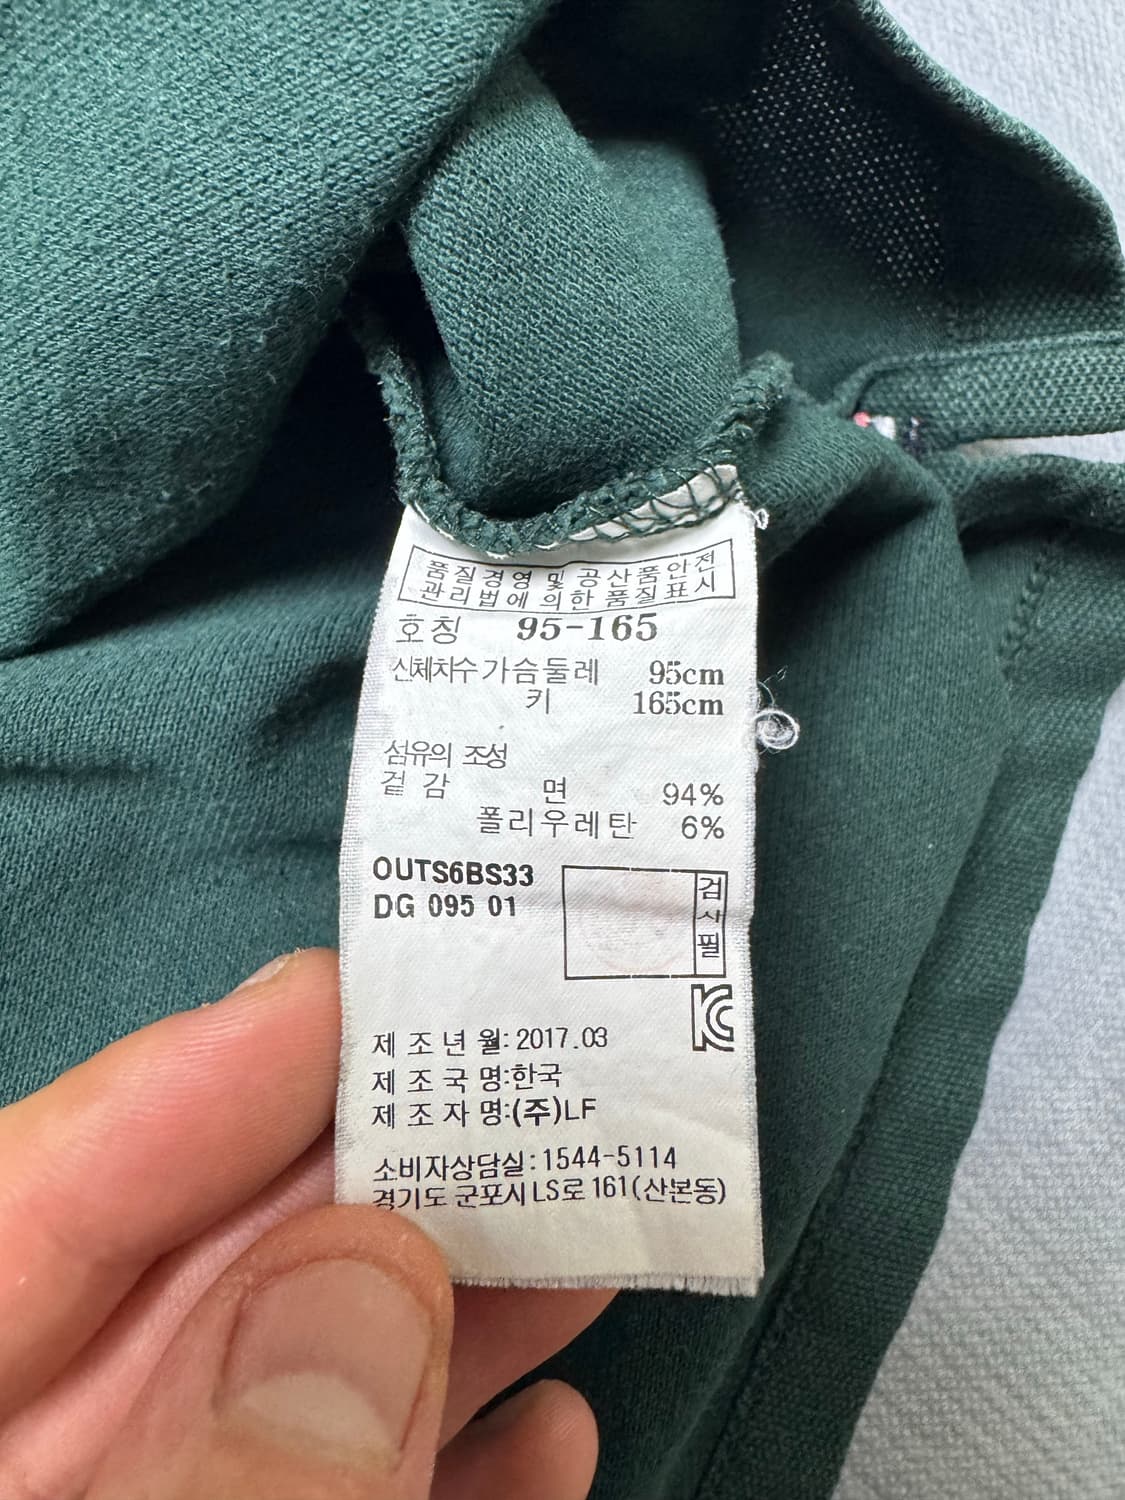 품질경영 및 공산품안전
관리법에 의한 품질표시
호칭 95-165
신체치수 가슴둘레 95cm
키 165cm
섬유의 조성
겉감 면 94%
폴리우레탄 6%
OUTS6BS33
DG 095 01
검사필
KC
제조년월: 2017.03
제조국명:한국
제조자명:(주)LF
소비자상담실:1544-5114
경기도 군포시 LS로 161(산본동)